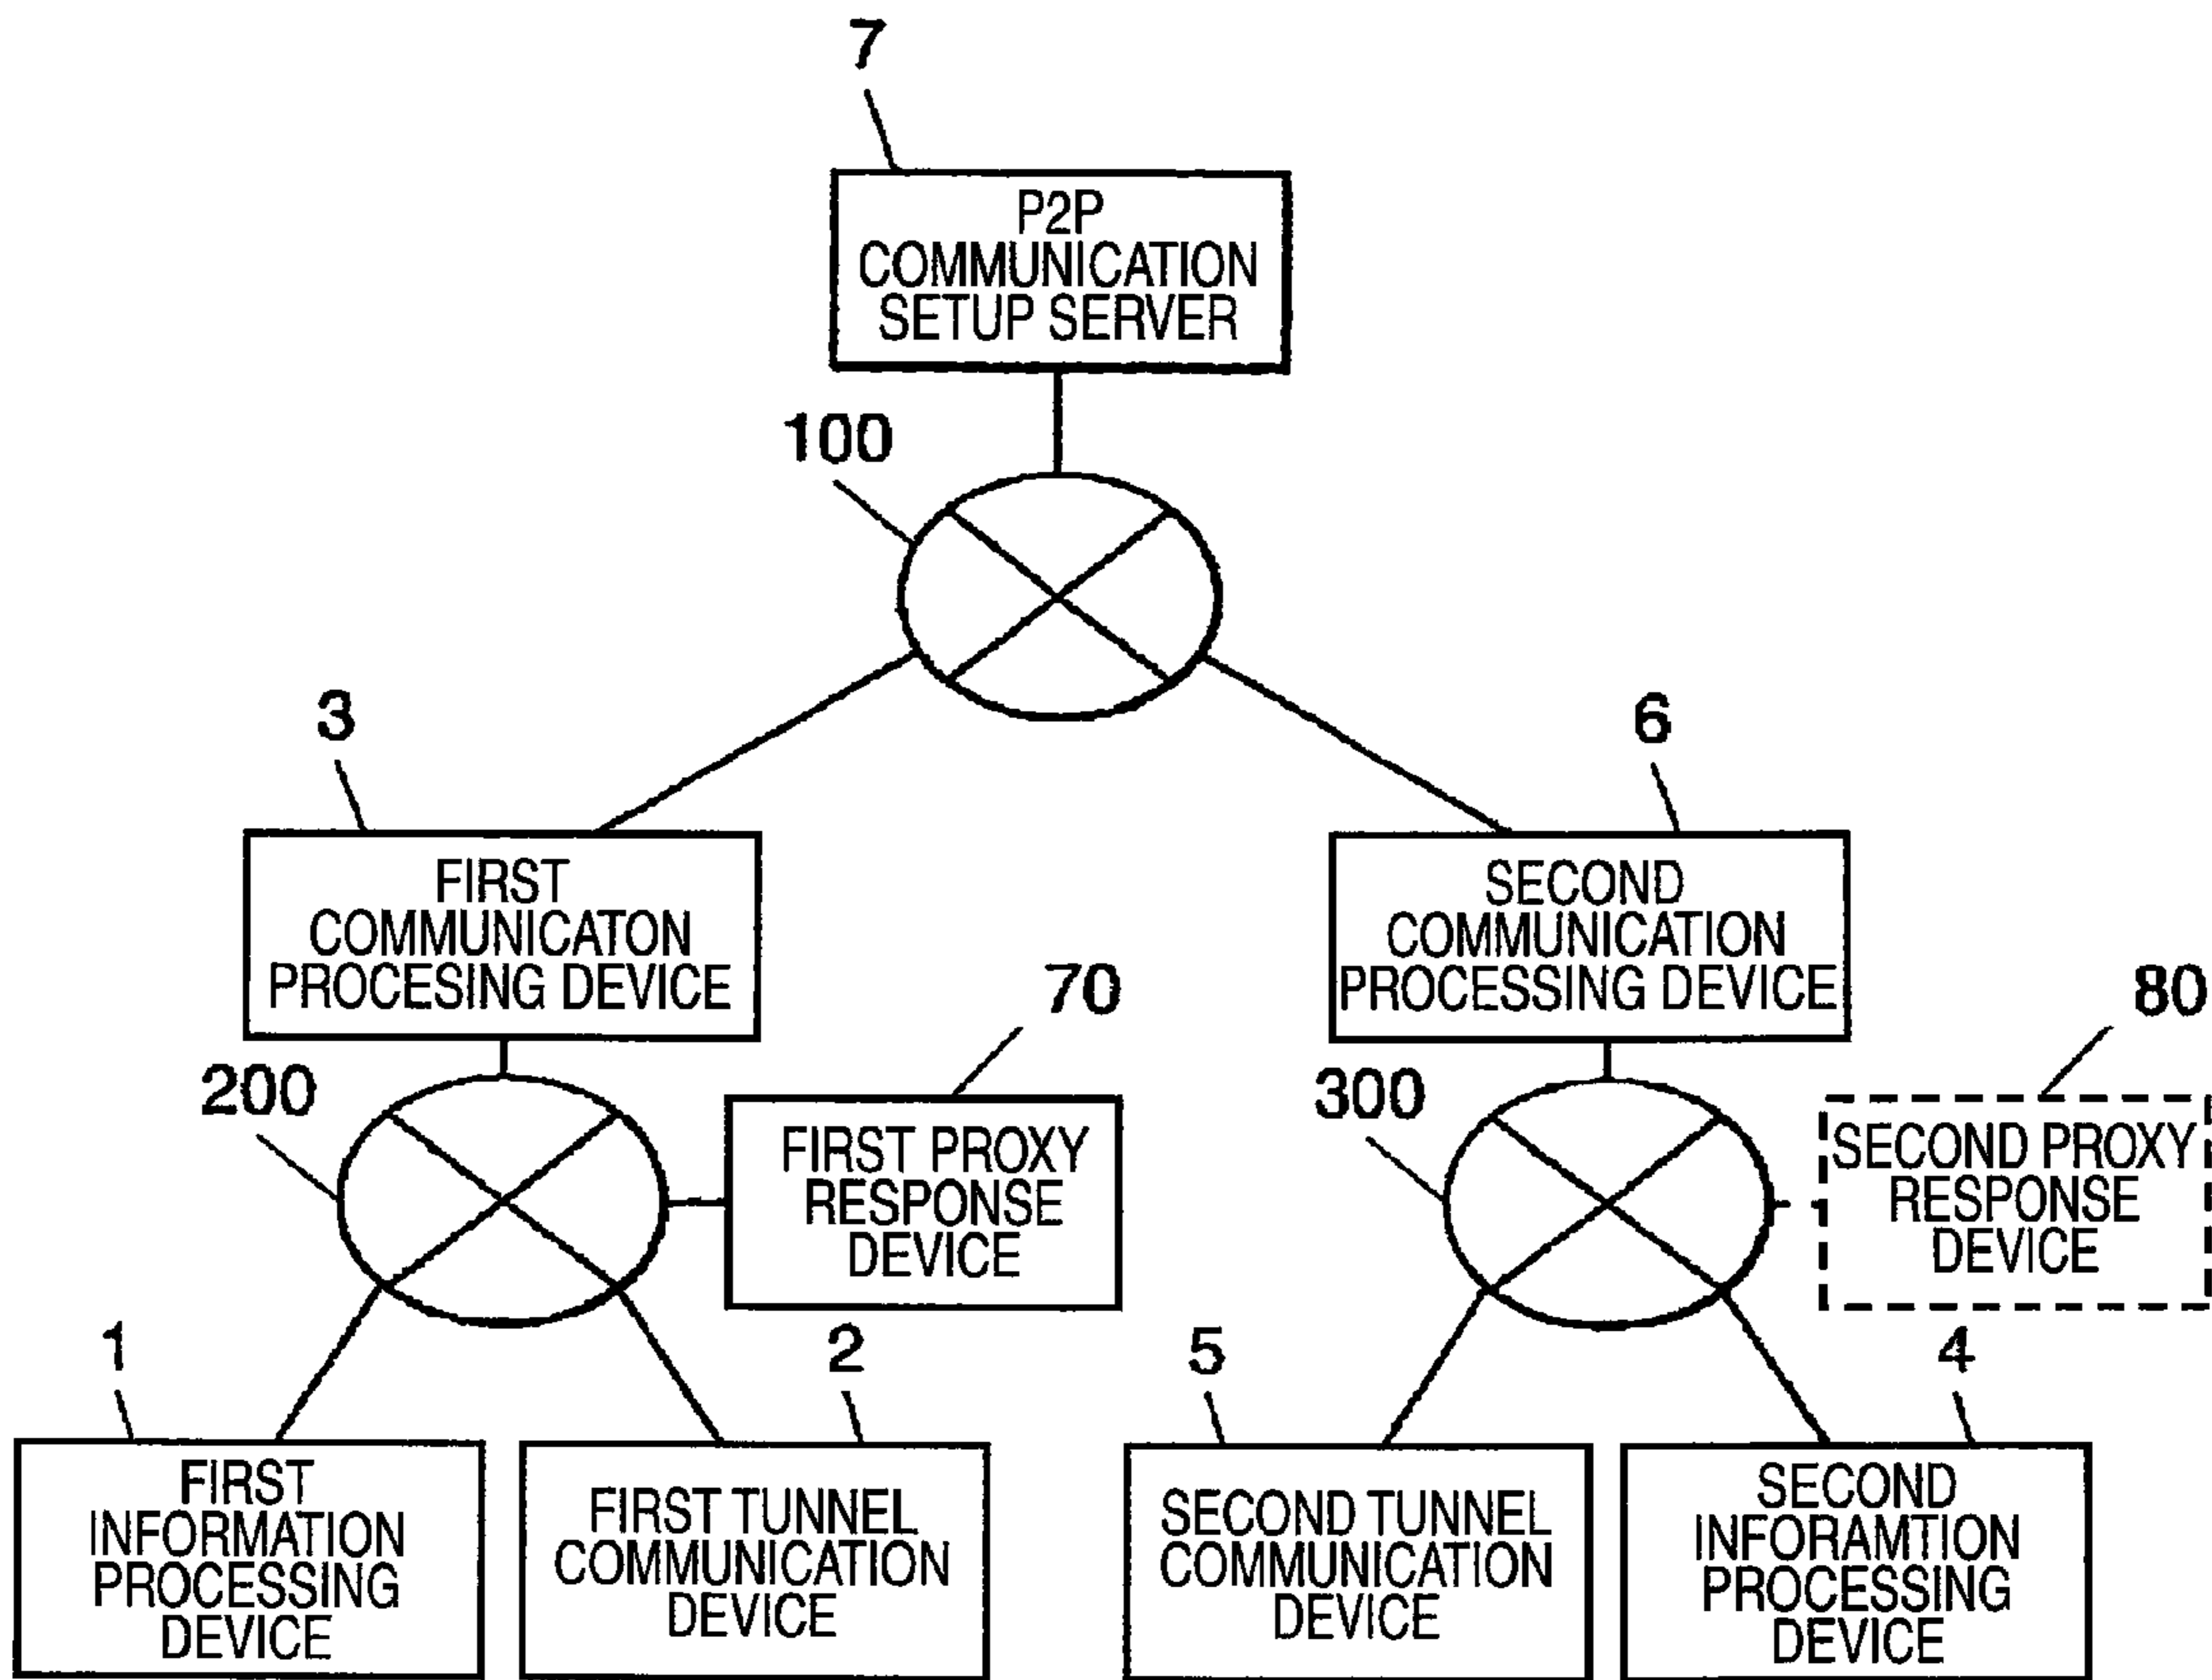 7
P2P
COMMUNICATION
SETUP SERVER
100
3
6
FIRST
COMMUNICATON
PROCESING DEVICE
SECOND
COMMUNICATION
PROCESSING DEVICE
70
80
200
300
FIRST PROXY
RESPONSE
DEVICE
SECOND PROXY
RESPONSE
DEVICE
1
2
5
4
FIRST
INFORMATION
PROCESSING
DEVICE
FIRST TUNNEL
COMMUNICATION
DEVICE
SECOND TUNNEL
COMMUNICATION
DEVICE
SECOND
INFORAMTION
PROCESSING
DEVICE